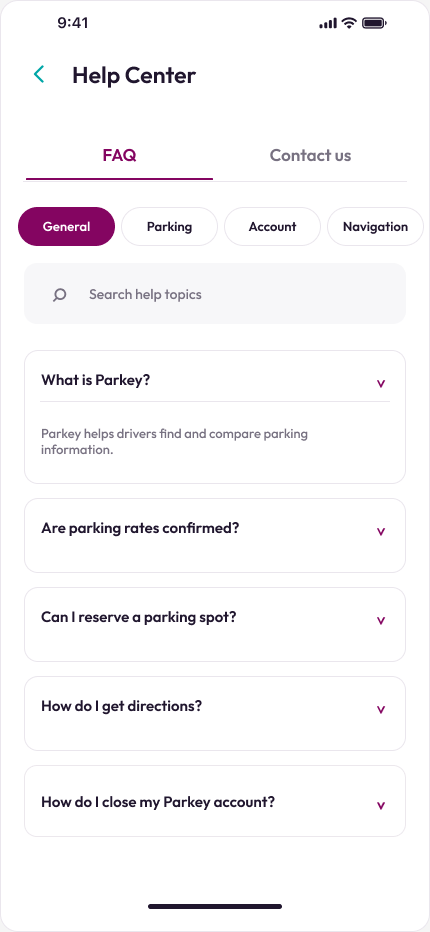 9:41
Help Center
FAQ
Contact us
General
Parking
Account
Navigation
Search help topics
What is Parkey?
Parkey helps drivers find and compare parking
information.
Are parking rates confirmed?
Can I reserve a parking spot?
How do I get directions?
How do I close my Parkey account?